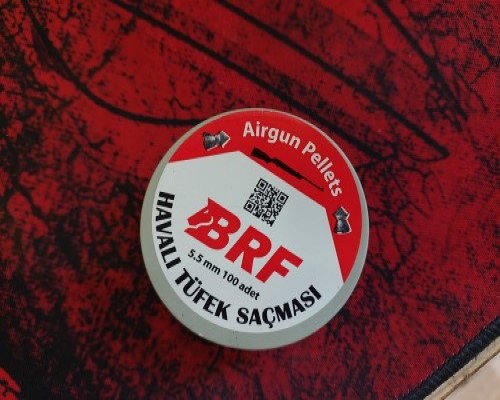 Airgun Pellets
BRF
5.5 mm 100 adet
HAVALI TÜFEK SAÇMASI